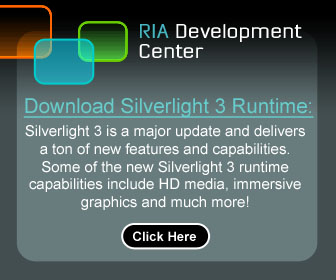 RIA Development
Center
Download Silverlight 3 Runtime:
Silverlight 3 is a major update and delivers
a ton of new features and capabilities.
Some of the new Silverlight 3 runtime
capabilities include HD media, immersive
graphics and much more!
Click Here